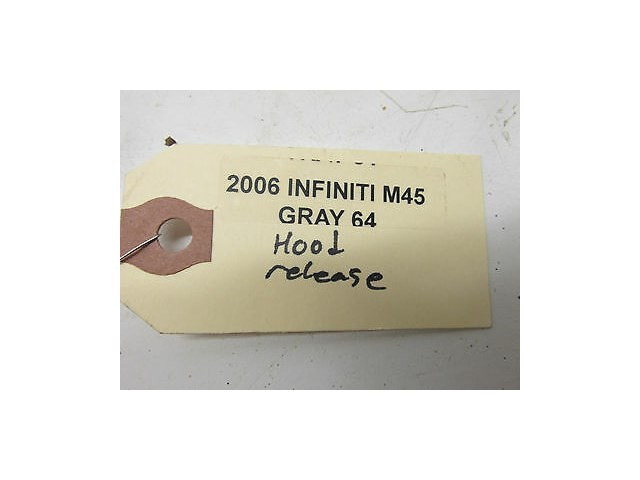 2006 INFINITI M45
GRAY 64
Hood
release